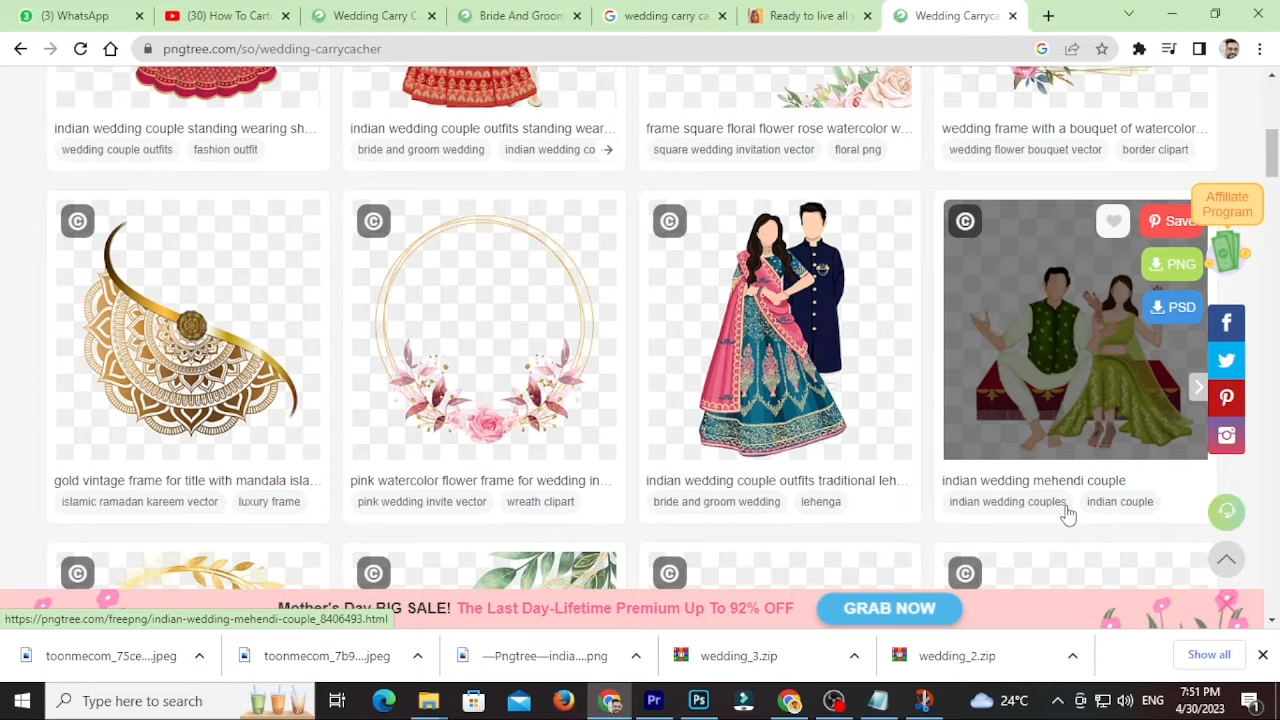 (3) WhatsApp
(30) How To Cart
Wedding Carry C
Bride And Groom
wedding carry ca
Ready to live all y
Wedding Carryca
pngtree.com/so/wedding-carrycacher
indian wedding couple standing wearing sh...
indian wedding couple outfits standing wear...
frame square floral flower rose watercolor w...
wedding frame with a bouquet of watercolor...
wedding couple outfits
fashion outfit
bride and groom wedding
indian wedding co
square wedding invitation vector
floral png
wedding flower bouquet vector
border clipart
Affiliate
Program
Save
PNG
PSD
gold vintage frame for title with mandala isla...
pink watercolor flower frame for wedding in...
indian wedding couple outfits traditional leh...
indian wedding mehendi couple
islamic ramadan kareem vector
luxury frame
pink wedding invite vector
wreath clipart
bride and groom wedding
lehenga
indian wedding couples
indian couple
Mother's Day BIG SALE! The Last Day-Lifetime Premium Up To 92% OFF
GRAB NOW
https://pngtree.com/freepng/indian-wedding-mehendi-couple_8406493.html
toonmecom_75ce....jpeg
toonmecom_7b9....jpeg
—Pngtree—india....png
wedding_3.zip
wedding_2.zip
Show all
Type here to search
24°C
ENG
7:51 PM
4/30/2023